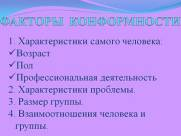 ФАКТОРЫ КОНФОРМНОСТИ
1. Характеристики самого человека:
✓Возраст
✓Пол
✓Профессиональная деятельность
2. Характеристики проблемы.
3. Размер группы.
4. Взаимоотношения человека и
группы.